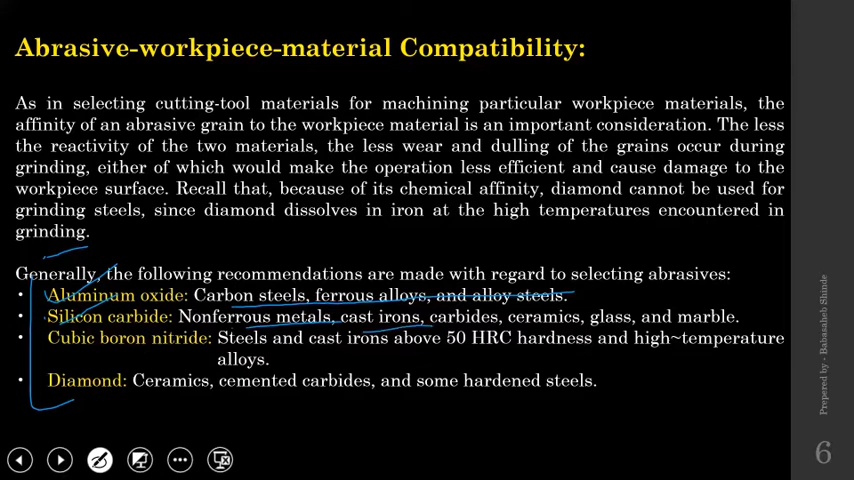 Abrasive-workpiece-material Compatibility:
As in selecting cutting-tool materials for machining particular workpiece materials, the
affinity of an abrasive grain to the workpiece material is an important consideration. The less
the reactivity of the two materials, the less wear and dulling of the grains occur during
grinding, either of which would make the operation less efficient and cause damage to the
workpiece surface. Recall that, because of its chemical affinity, diamond cannot be used for
grinding steels, since diamond dissolves in iron at the high temperatures encountered in
grinding.
Generally, the following recommendations are made with regard to selecting abrasives:
• Aluminum oxide: Carbon steels, ferrous alloys, and alloy steels.
• Silicon carbide: Nonferrous metals, cast irons, carbides, ceramics, glass, and marble.
• Cubic boron nitride: Steels and cast irons above 50 HRC hardness and high~temperature
alloys.
• Diamond: Ceramics, cemented carbides, and some hardened steels.
Prepared by - Babasaheb Shinde
6